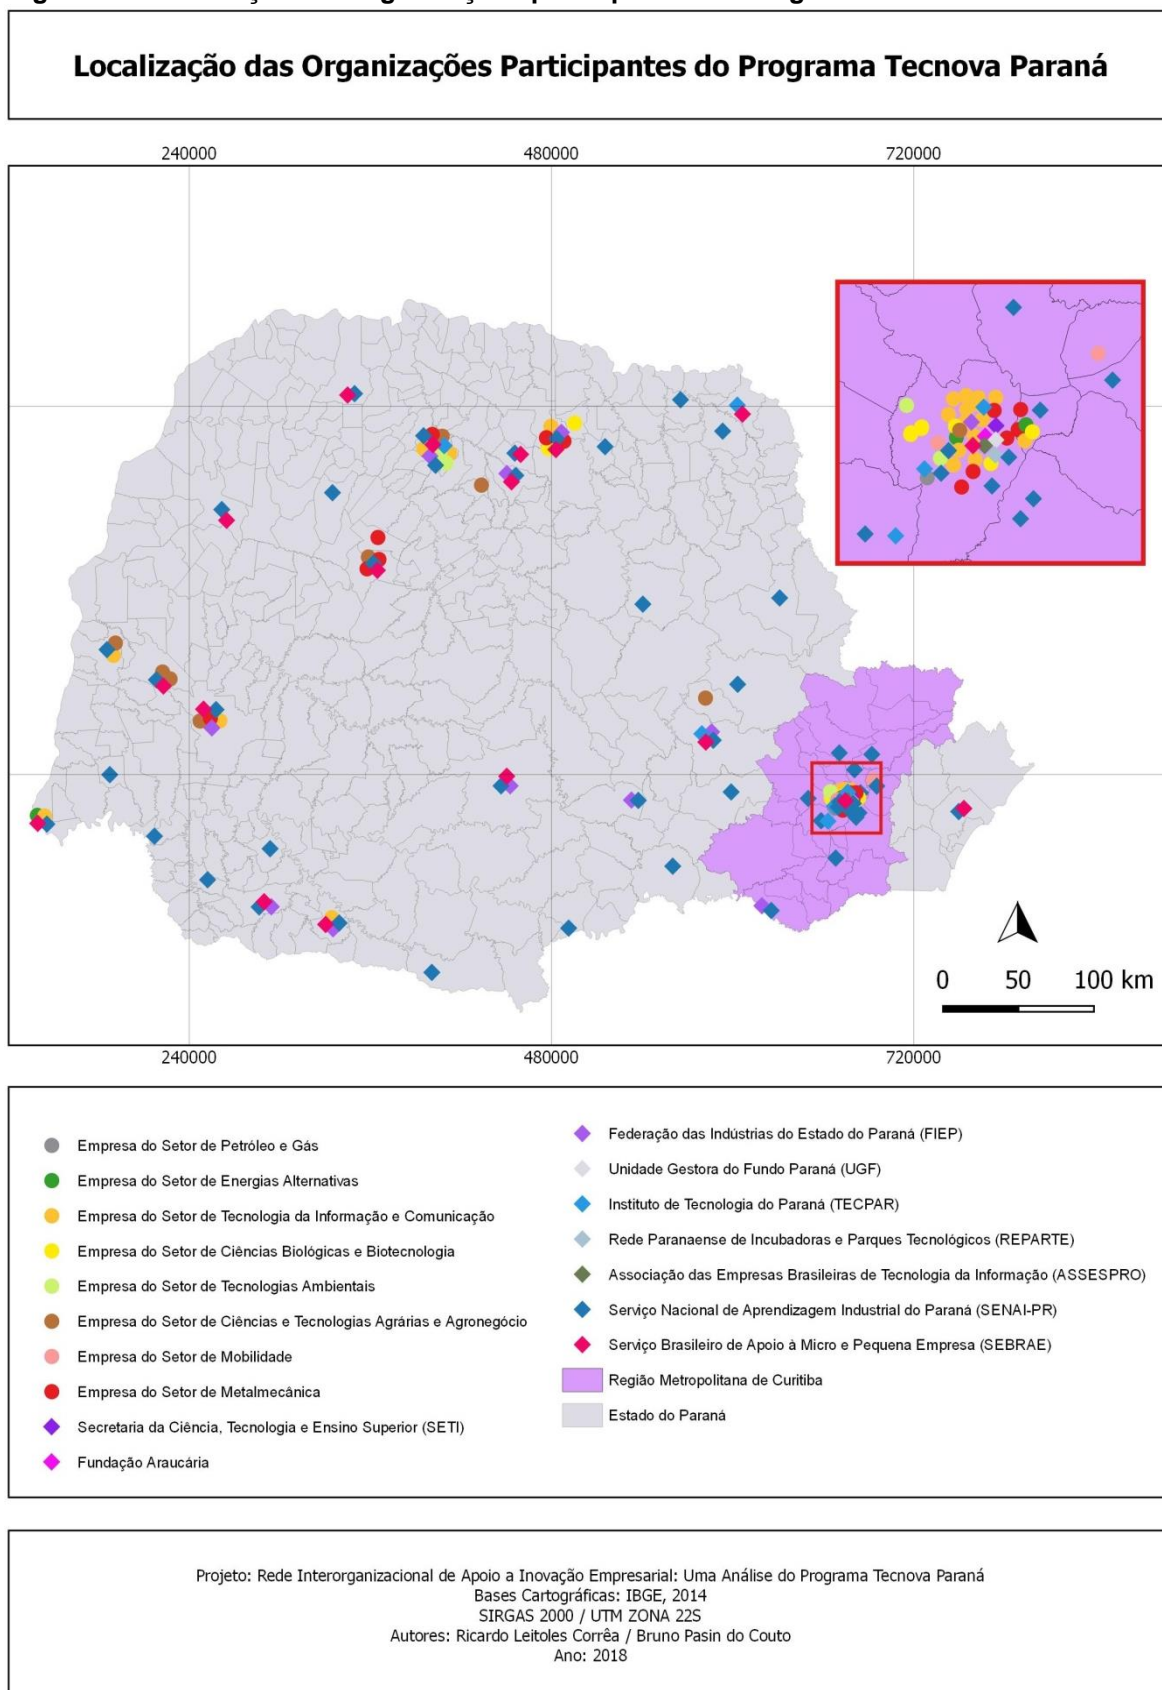 Localização das Organizações Participantes do Programa Tecnova Paraná
240000 480000 720000
0 50 100 km
240000 480000 720000
Empresa do Setor de Petróleo e Gás
Empresa do Setor de Energias Alternativas
Empresa do Setor de Tecnologia da Informação e Comunicação
Empresa do Setor de Ciências Biológicas e Biotecnologia
Empresa do Setor de Tecnologias Ambientais
Empresa do Setor de Ciências e Tecnologias Agrárias e Agronegócio
Empresa do Setor de Mobilidade
Empresa do Setor de Metalmecânica
Secretaria da Ciência, Tecnologia e Ensino Superior (SETI)
Fundação Araucária
Federação das Indústrias do Estado do Paraná (FIEP)
Unidade Gestora do Fundo Paraná (UGF)
Instituto de Tecnologia do Paraná (TECPAR)
Rede Paranaense de Incubadoras e Parques Tecnológicos (REPARTE)
Associação das Empresas Brasileiras de Tecnologia da Informação (ASSESPRO)
Serviço Nacional de Aprendizagem Industrial do Paraná (SENAI-PR)
Serviço Brasileiro de Apoio à Micro e Pequena Empresa (SEBRAE)
Região Metropolitana de Curitiba
Estado do Paraná
Projeto: Rede Interorganizacional de Apoio a Inovação Empresarial: Uma Análise do Programa Tecnova Paraná
Bases Cartográficas: IBGE, 2014
SIRGAS 2000 / UTM ZONA 22S
Autores: Ricardo Leitoles Corrêa / Bruno Pasin do Couto
Ano: 2018